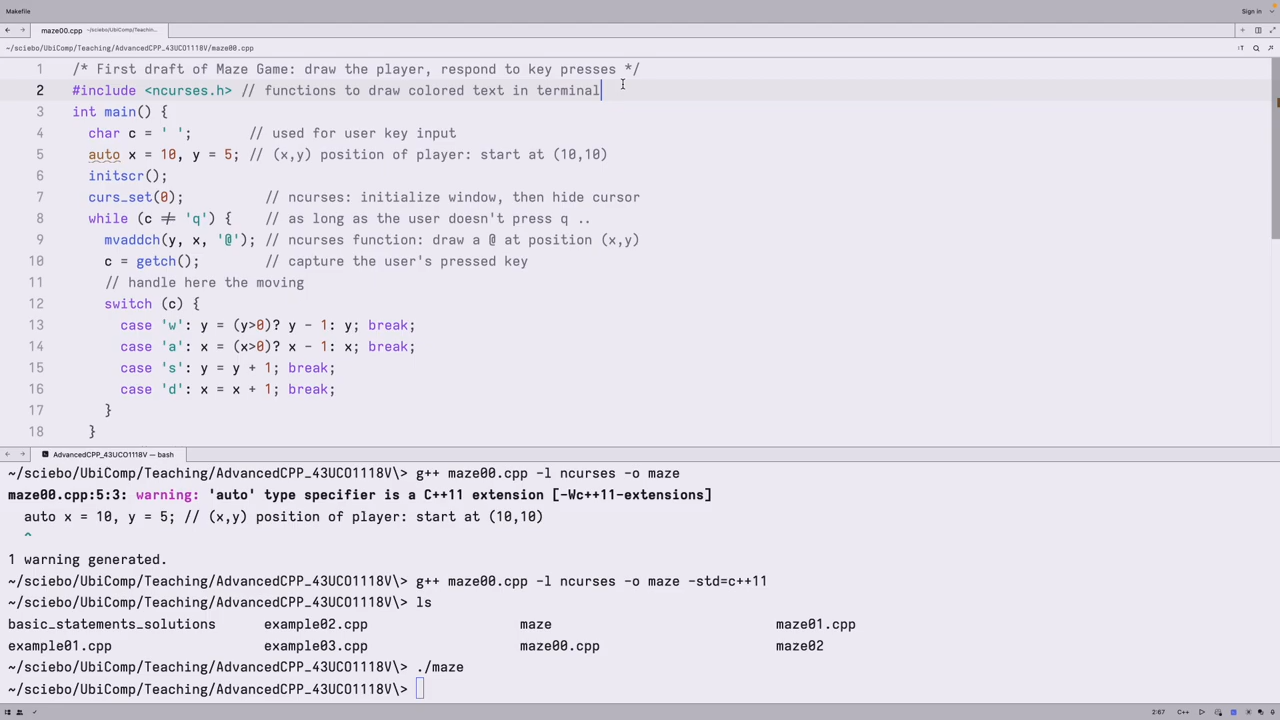 Makefile
Sign in
maze00.cpp ~/sciebo/UbiComp/Teachin...
~/sciebo/UbiComp/Teaching/AdvancedCPP_43UCO1118V/maze00.cpp
1 /* First draft of Maze Game: draw the player, respond to key presses */
2 #include <ncurses.h> // functions to draw colored text in terminal
3 int main() {
4 char c = ' '; // used for user key input
5 auto x = 10, y = 5; // (x,y) position of player: start at (10,10)
6 initscr();
7 curs_set(0); // ncurses: initialize window, then hide cursor
8 while (c ≠ 'q') { // as long as the user doesn't press q ..
9 mvaddch(y, x, '@'); // ncurses function: draw a @ at position (x,y)
10 c = getch(); // capture the user's pressed key
11 // handle here the moving
12 switch (c) {
13 case 'w': y = (y>0)? y - 1: y; break;
14 case 'a': x = (x>0)? x - 1: x; break;
15 case 's': y = y + 1; break;
16 case 'd': x = x + 1; break;
17 }
18 }
AdvancedCPP_43UCO1118V — bash
~/sciebo/UbiComp/Teaching/AdvancedCPP_43UCO1118V\> g++ maze00.cpp -l ncurses -o maze
maze00.cpp:5:3: warning: 'auto' type specifier is a C++11 extension [-Wc++11-extensions]
auto x = 10, y = 5; // (x,y) position of player: start at (10,10)
^
1 warning generated.
~/sciebo/UbiComp/Teaching/AdvancedCPP_43UCO1118V\> g++ maze00.cpp -l ncurses -o maze -std=c++11
~/sciebo/UbiComp/Teaching/AdvancedCPP_43UCO1118V\> ls
basic_statements_solutions example02.cpp maze maze01.cpp
example01.cpp example03.cpp maze00.cpp maze02
~/sciebo/UbiComp/Teaching/AdvancedCPP_43UCO1118V\> ./maze
~/sciebo/UbiComp/Teaching/AdvancedCPP_43UCO1118V\>
2:67 C++